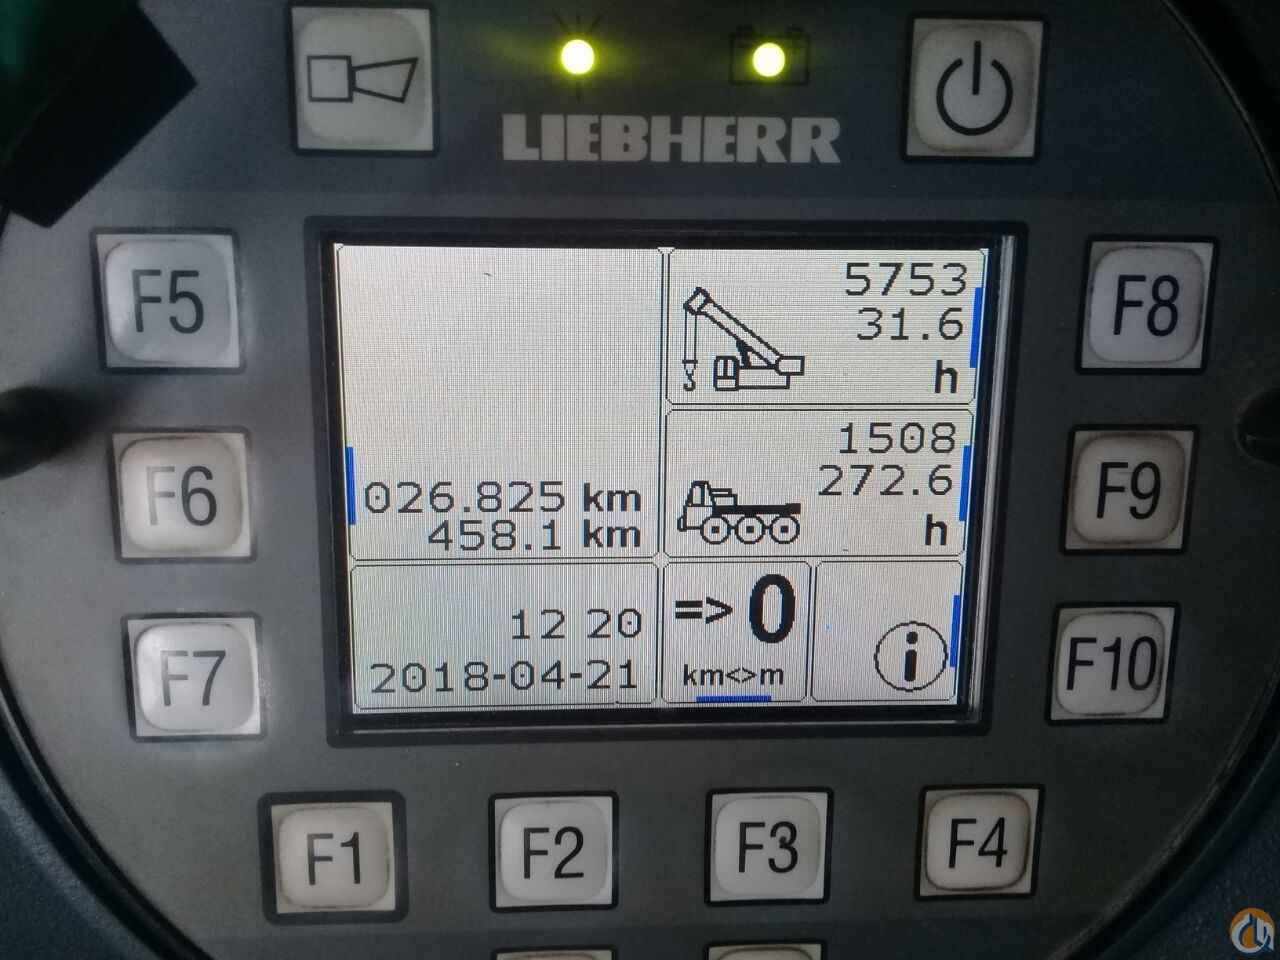 LIEBHERR
F5
5753
31.6
h
F8
F6
026.825 km
458.1 km
1508
272.6
h
F9
F7
12 20
2018-04-21
=> 0
km<>m
i
F10
F1
F2
F3
F4